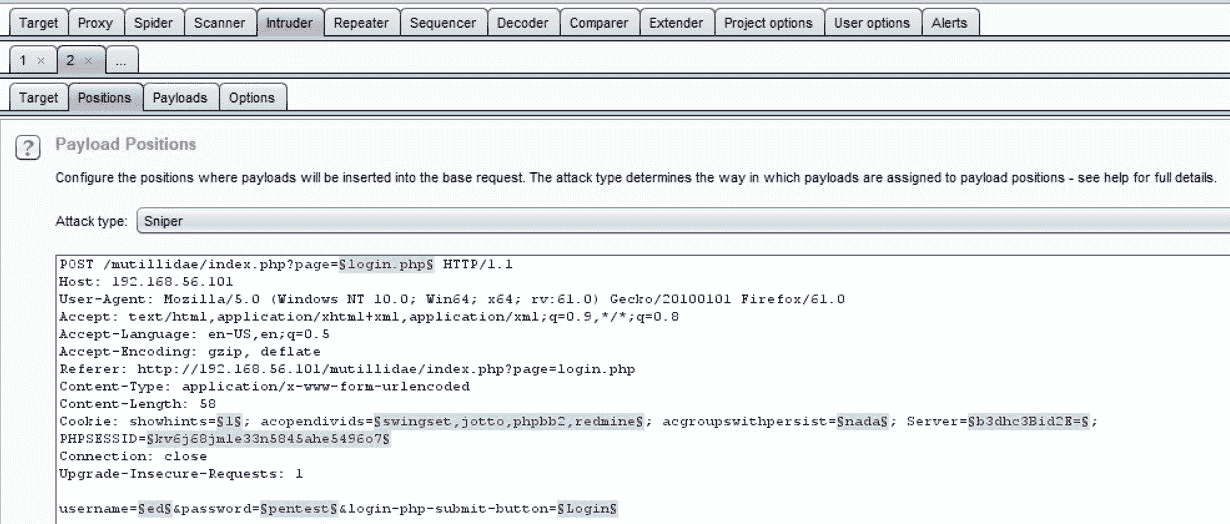 Target Proxy Spider Scanner Intruder Repeater Sequencer Decoder Comparer Extender Project options User options Alerts
1 × 2 × ...
Target Positions Payloads Options
? Payload Positions
Configure the positions where payloads will be inserted into the base request. The attack type determines the way in which payloads are assigned to payload positions - see help for full details.
Attack type: Sniper
POST /mutillidae/index.php?page=§login.php§ HTTP/1.1
Host: 192.168.56.101
User-Agent: Mozilla/5.0 (Windows NT 10.0; Win64; x64; rv:61.0) Gecko/20100101 Firefox/61.0
Accept: text/html,application/xhtml+xml,application/xml;q=0.9,*/*;q=0.8
Accept-Language: en-US,en;q=0.5
Accept-Encoding: gzip, deflate
Referer: http://192.168.56.101/mutillidae/index.php?page=login.php
Content-Type: application/x-www-form-urlencoded
Content-Length: 58
Cookie: showhints=§1§; acopendivids=§swingset,jotto,phpbb2,redmine§; acgroupswithpersist=§nada§; Server=§b3dhc3Bid2E=§;
PHPSESSID=§kv6j68jmle33n5845ahe5496o7§
Connection: close
Upgrade-Insecure-Requests: 1
username=§ed§&password=§pentest§&login-php-submit-button=§Login§